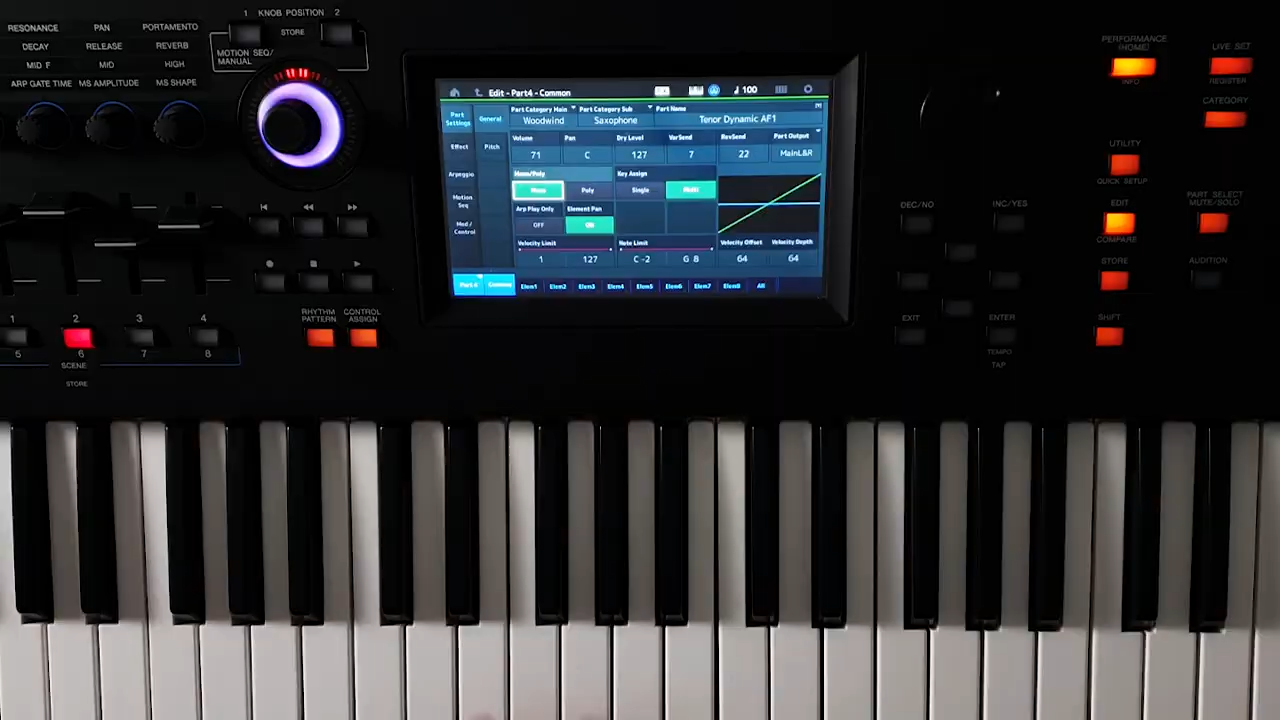 RESONANCE PAN PORTAMENTO
DECAY RELEASE REVERB
MID F MID HIGH
ARP GATE TIME MS AMPLITUDE MS SHAPE
1 KNOB POSITION 2
STORE
MOTION SEQ/
MANUAL
Edit - Part4 - Common
100
Part Settings
General
Part Category Main
Part Category Sub
Part Name
Woodwind
Saxophone
Tenor Dynamic AF1
Effect
Pitch
Volume
Pan
Dry Level
VarSend
RevSend
Part Output
71
C
127
7
22
MainL&R
Arpeggio
Mono/Poly
Key Assign
Mono
Poly
Single
Multi
Motion Seq
Arp Play Only
Element Pan
OFF
ON
Mod / Control
Velocity Limit
Note Limit
Velocity Offset
Velocity Depth
1
127
C -2
G 8
64
64
Part 4
Common
Elem1
Elem2
Elem3
Elem4
Elem5
Elem6
Elem7
Elem8
All
1 2 3 4
5 6 7 8
SCENE
STORE
RHYTHM
PATTERN
CONTROL
ASSIGN
PERFORMANCE
(HOME)
INFO
LIVE SET
REGISTER
CATEGORY
UTILITY
QUICK SETUP
DEC/NO
INC/YES
EDIT
COMPARE
PART SELECT
MUTE/SOLO
STORE
AUDITION
EXIT
ENTER
SHIFT
TEMPO
TAP